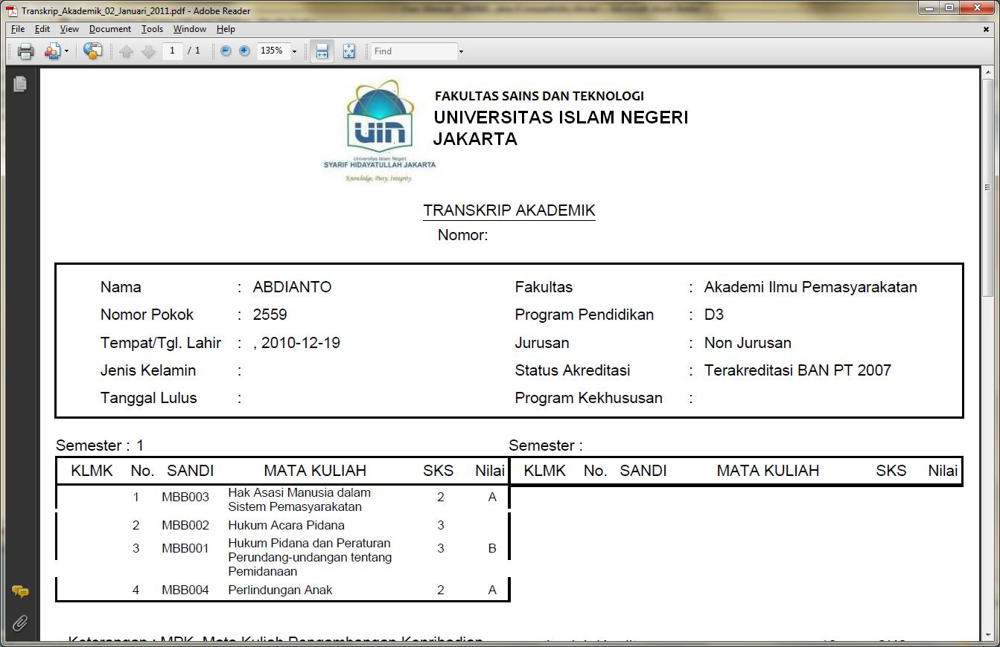 Transkrip_Akademik_02_Januari_2011.pdf - Adobe Reader
File Edit View Document Tools Window Help
1 / 1 135% Find
FAKULTAS SAINS DAN TEKNOLOGI
UNIVERSITAS ISLAM NEGERI
JAKARTA
uin
Universitas Islam Negeri
SYARIF HIDAYATULLAH JAKARTA
Knowledge, Piety, Integrity
TRANSKRIP AKADEMIK
Nomor:
Nama : ABDIANTO Fakultas : Akademi Ilmu Pemasyarakatan
Nomor Pokok : 2559 Program Pendidikan : D3
Tempat/Tgl. Lahir : , 2010-12-19 Jurusan : Non Jurusan
Jenis Kelamin : Status Akreditasi : Terakreditasi BAN PT 2007
Tanggal Lulus : Program Kekhususan :
Semester : 1 Semester :
KLMK No. SANDI MATA KULIAH SKS Nilai KLMK No. SANDI MATA KULIAH SKS Nilai
1 MBB003 Hak Asasi Manusia dalam 2 A
Sistem Pemasyarakatan
2 MBB002 Hukum Acara Pidana 3
3 MBB001 Hukum Pidana dan Peraturan 3 B
Perundang-undangan tentang
Pemidanaan
4 MBB004 Perlindungan Anak 2 A
Keterangan : MPK Mata Kuliah Pengembangan Kepribadian